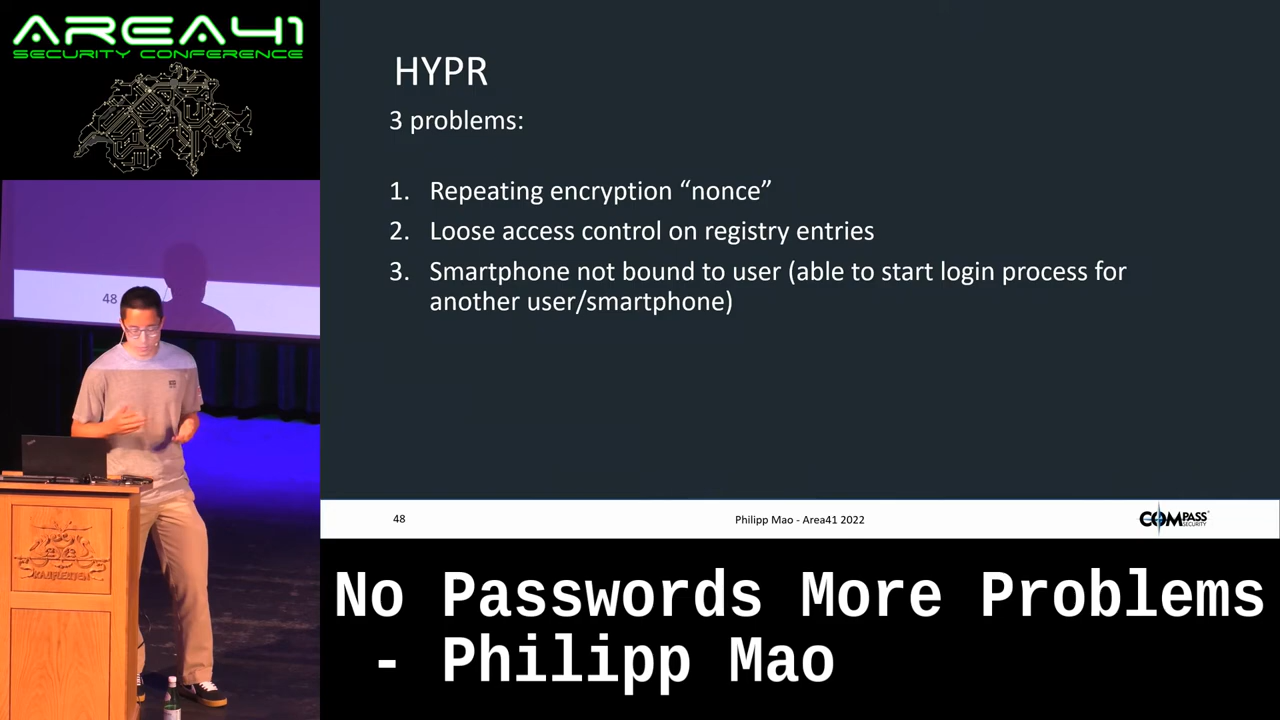 AREA41
SECURITY CONFERENCE
HYPR
3 problems:
1. Repeating encryption “nonce”
2. Loose access control on registry entries
3. Smartphone not bound to user (able to start login process for
another user/smartphone)
48
48
Philipp Mao - Area41 2022
COMPASS
SECURITY
KAUFLEUTEN
No Passwords More Problems
- Philipp Mao